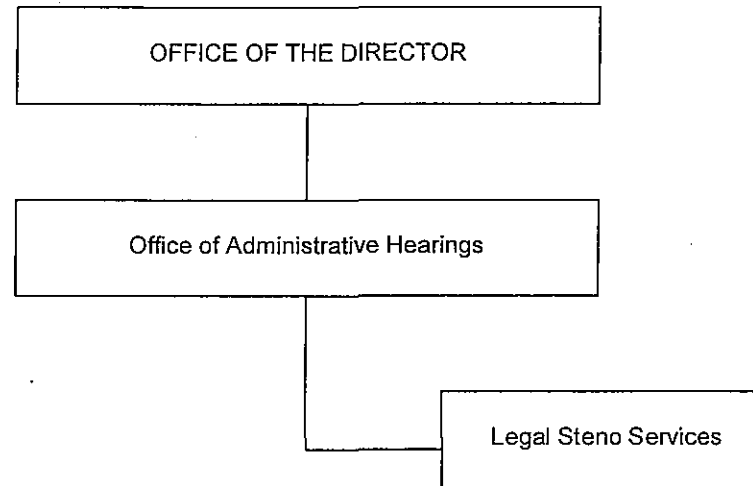 OFFICE OF THE DIRECTOR
Office of Administrative Hearings
Legal Steno Services